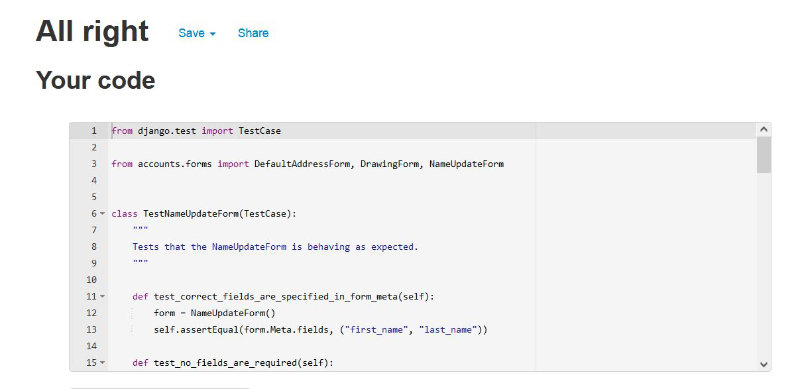 All right Save Share
Your code
1 from django.test import TestCase
2
3 from accounts.forms import DefaultAddressForm, DrawingForm, NameUpdateForm
4
5
6 class TestNameUpdateForm(TestCase):
7 """
8 Tests that the NameUpdateForm is behaving as expected.
9 """
10
11 def test_correct_fields_are_specified_in_form_meta(self):
12 form = NameUpdateForm()
13 self.assertEqual(form.Meta.fields, ("first_name", "last_name"))
14
15 def test_no_fields_are_required(self):